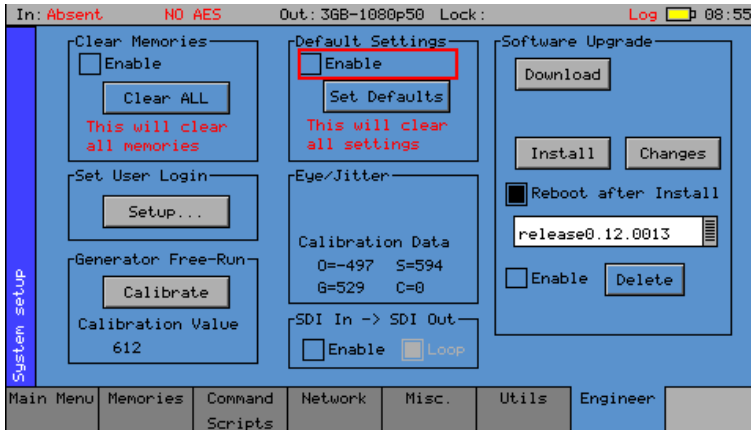 In: Absent NO AES Out: 3GB-1080p50 Lock: Log 08:55
System setup
Clear Memories
Enable
Clear ALL
This will clear
all memories
Set User Login
Setup...
Generator Free-Run
Calibrate
Calibration Value
612
Default Settings
Enable
Set Defaults
This will clear
all settings
Eye/Jitter
Calibration Data
O=-497 S=594
G=529 C=0
SDI In -> SDI Out
Enable Loop
Software Upgrade
Download
Install Changes
Reboot after Install
release0.12.0013
Enable Delete
Main Menu Memories Command Scripts Network Misc. Utils Engineer